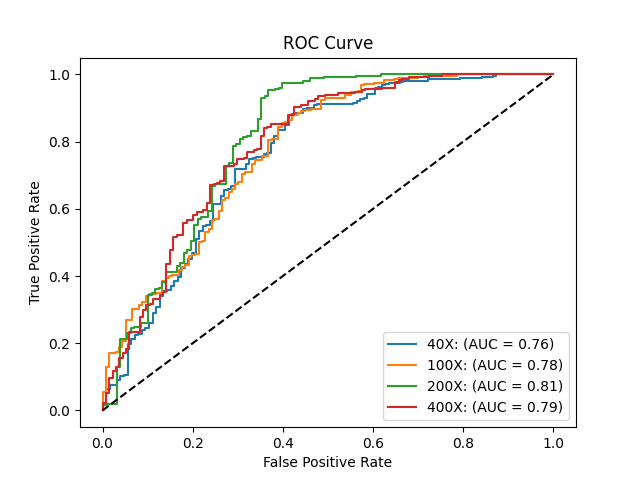 ROC Curve
True Positive Rate
1.0
0.8
0.6
0.4
0.2
0.0
40X: (AUC = 0.76)
100X: (AUC = 0.78)
200X: (AUC = 0.81)
400X: (AUC = 0.79)
0.0 0.2 0.4 0.6 0.8 1.0
False Positive Rate